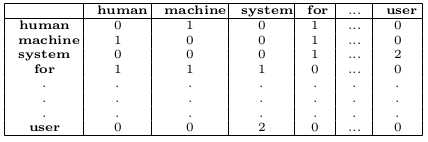 human machine system for ... user
human 0 1 0 1 ... 0
machine 1 0 0 1 ... 0
system 0 0 0 1 ... 2
for 1 1 1 0 ... 0
. . . . . . .
. . . . . . .
. . . . . . .
user 0 0 2 0 ... 0